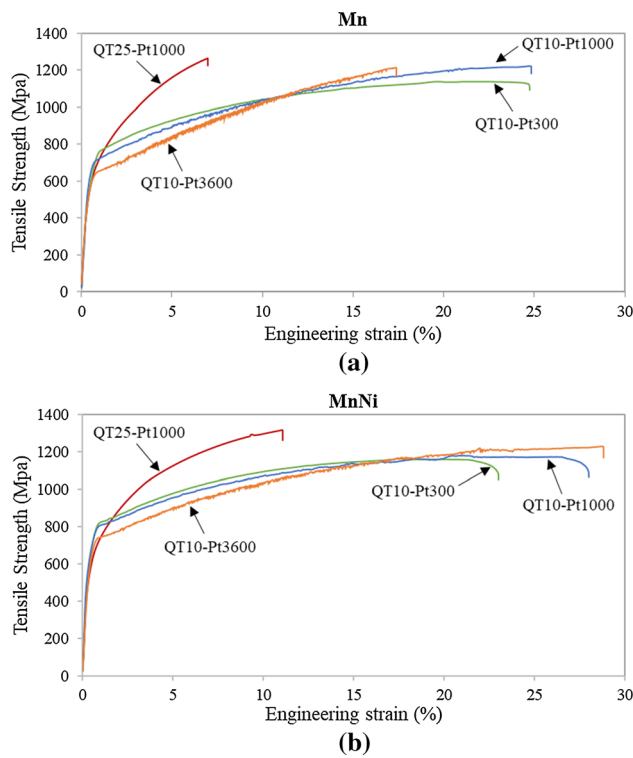 Mn
1400
1200
1000
800
600
400
200
0
Tensile Strength (Mpa)
QT25-Pt1000
QT10-Pt1000
QT10-Pt300
QT10-Pt3600
0 5 10 15 20 25 30
Engineering strain (%)
(a)
MnNi
1400
1200
1000
800
600
400
200
0
Tensile Strength (Mpa)
QT25-Pt1000
QT10-Pt300
QT10-Pt1000
QT10-Pt3600
0 5 10 15 20 25 30
Engineering strain (%)
(b)